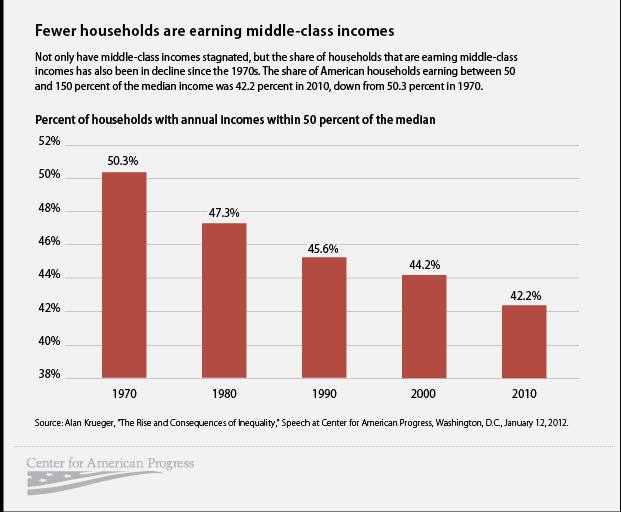 Fewer households are earning middle-class incomes
Not only have middle-class incomes stagnated, but the share of households that are earning middle-class
incomes has also been in decline since the 1970s. The share of American households earning between 50
and 150 percent of the median income was 42.2 percent in 2010, down from 50.3 percent in 1970.
Percent of households with annual incomes within 50 percent of the median
52%
50%
48%
46%
44%
42%
40%
38%
50.3%
47.3%
45.6%
44.2%
42.2%
1970 1980 1990 2000 2010
Source: Alan Krueger, "The Rise and Consequences of Inequality," Speech at Center for American Progress, Washington, D.C., January 12, 2012.
Center for American Progress